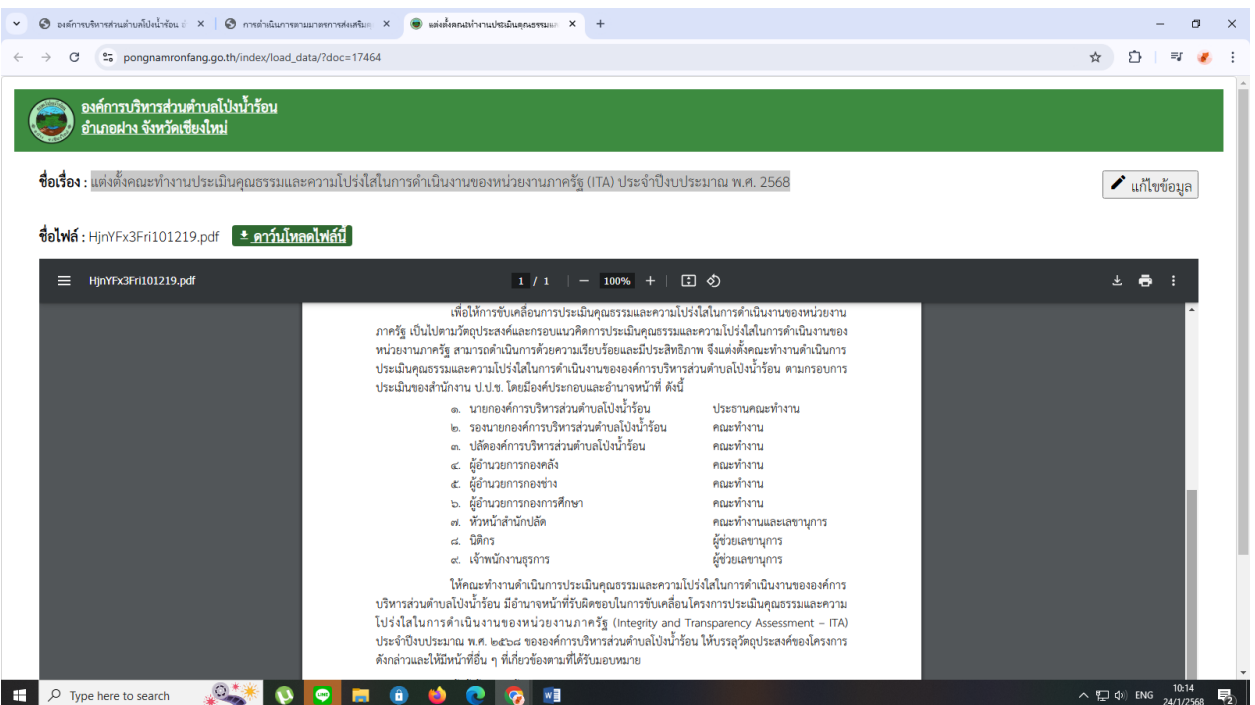 องค์การบริหารส่วนตำบลโป่งน้ำร้อน อํ
การดำเนินการตามมาตรการส่งเสริมคุ
แต่งตั้งคณะทำงานประเมินคุณธรรมแล
pongnamronfang.go.th/index/load_data/?doc=17464
องค์การบริหารส่วนตำบลโป่งน้ำร้อน
อำเภอฝาง จังหวัดเชียงใหม่
ชื่อเรื่อง : แต่งตั้งคณะทำงานประเมินคุณธรรมและความโปร่งใสในการดำเนินงานของหน่วยงานภาครัฐ (ITA) ประจำปีงบประมาณ พ.ศ. 2568
แก้ไขข้อมูล
ชื่อไฟล์ : HjnYFx3Fri101219.pdf ดาวน์โหลดไฟล์นี้
HjnYFx3Fri101219.pdf 1 / 1 100%
เพื่อให้การขับเคลื่อนการประเมินคุณธรรมและความโปร่งใสในการดำเนินงานของหน่วยงาน
ภาครัฐ เป็นไปตามวัตถุประสงค์และกรอบแนวคิดการประเมินคุณธรรมและความโปร่งใสในการดำเนินงานของ
หน่วยงานภาครัฐ สามารถดำเนินการด้วยความเรียบร้อยและมีประสิทธิภาพ จึงแต่งตั้งคณะทำงานดำเนินการ
ประเมินคุณธรรมและความโปร่งใสในการดำเนินงานขององค์การบริหารส่วนตำบลโป่งน้ำร้อน ตามกรอบการ
ประเมินของสำนักงาน ป.ป.ช. โดยมีองค์ประกอบและอำนาจหน้าที่ ดังนี้
๑. นายกองค์การบริหารส่วนตำบลโป่งน้ำร้อน ประธานคณะทำงาน
๒. รองนายกองค์การบริหารส่วนตำบลโป่งน้ำร้อน คณะทำงาน
๓. ปลัดองค์การบริหารส่วนตำบลโป่งน้ำร้อน คณะทำงาน
๔. ผู้อำนวยการกองคลัง คณะทำงาน
๕. ผู้อำนวยการกองช่าง คณะทำงาน
๖. ผู้อำนวยการกองการศึกษา คณะทำงาน
๗. หัวหน้าสำนักปลัด คณะทำงานและเลขานุการ
๘. นิติกร ผู้ช่วยเลขานุการ
๙. เจ้าพนักงานธุรการ ผู้ช่วยเลขานุการ
ให้คณะทำงานดำเนินการประเมินคุณธรรมและความโปร่งใสในการดำเนินงานขององค์การ
บริหารส่วนตำบลโป่งน้ำร้อน มีอำนาจหน้าที่รับผิดชอบในการขับเคลื่อนโครงการประเมินคุณธรรมและความ
โปร่งใสในการดำเนินงานของหน่วยงานภาครัฐ (Integrity and Transparency Assessment – ITA)
ประจำปีงบประมาณ พ.ศ. ๒๕๖๘ ขององค์การบริหารส่วนตำบลโป่งน้ำร้อน ให้บรรลุวัตถุประสงค์ของโครงการ
ดังกล่าวและให้มีหน้าที่อื่น ๆ ที่เกี่ยวข้องตามที่ได้รับมอบหมาย
Type here to search
LINE
ENG
10:14
24/1/2568
2